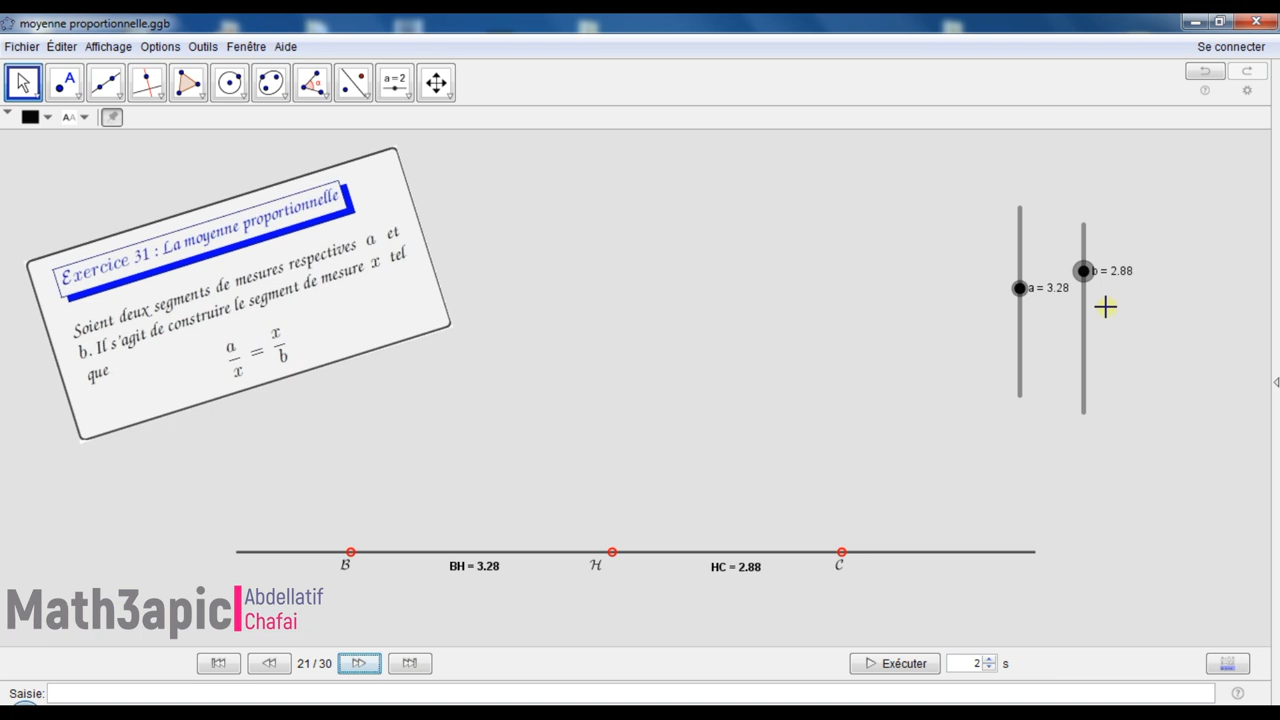 moyenne proportionnelle.ggb
Fichier Éditer Affichage Options Outils Fenêtre Aide
Se connecter
A
a = 2
AA
Exercice 31 : La moyenne proportionnelle
Soient deux segments de mesures respectives a et
b. Il s'agit de construire le segment de mesure x tel
que
a/x = x/b
b = 2.88
a = 3.28
B
BH = 3.28
H
HC = 2.88
C
Math3apic
Abdellatif
Chafai
21 / 30
Exécuter
2
s
Saisie: